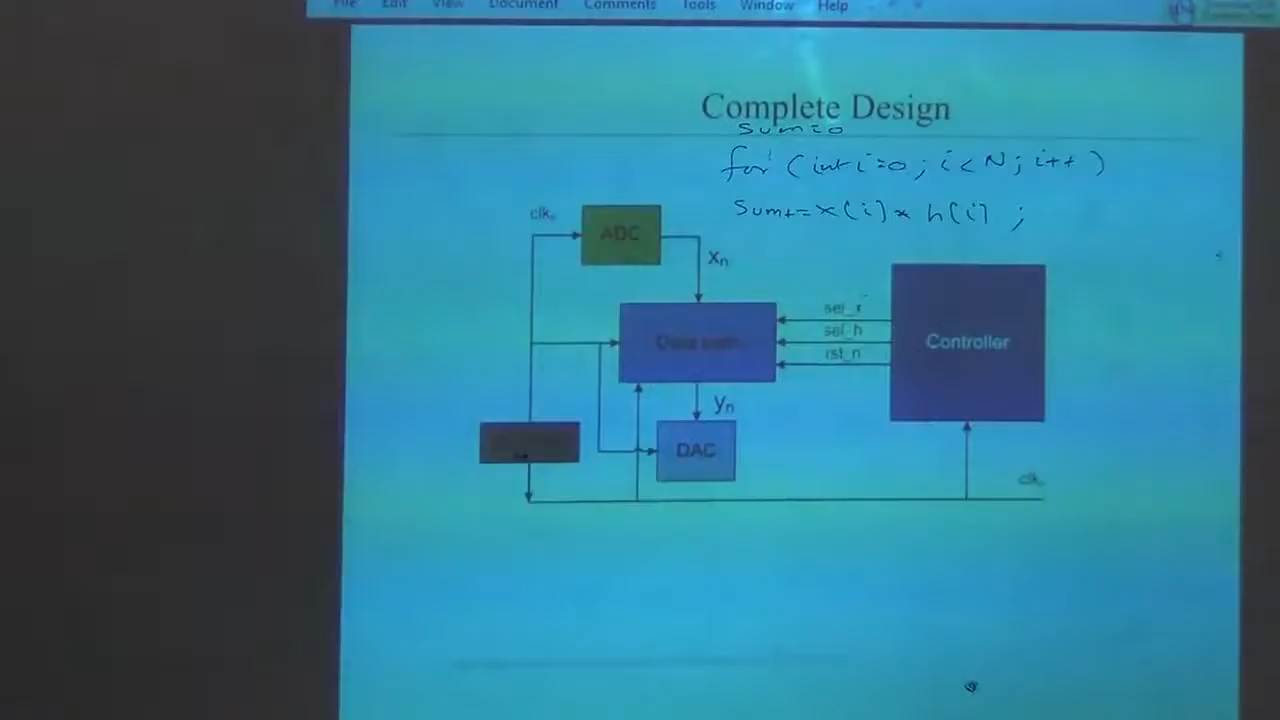 File Edit View Document Comments Tools Window Help
Complete Design
Sum=0
for (int i=0; i<N; i++)
Sum+=x[i]* h[i] ;
clk
ADC
xn
sel_x
sel_h
rst_n
Controller
yn
DAC
clk